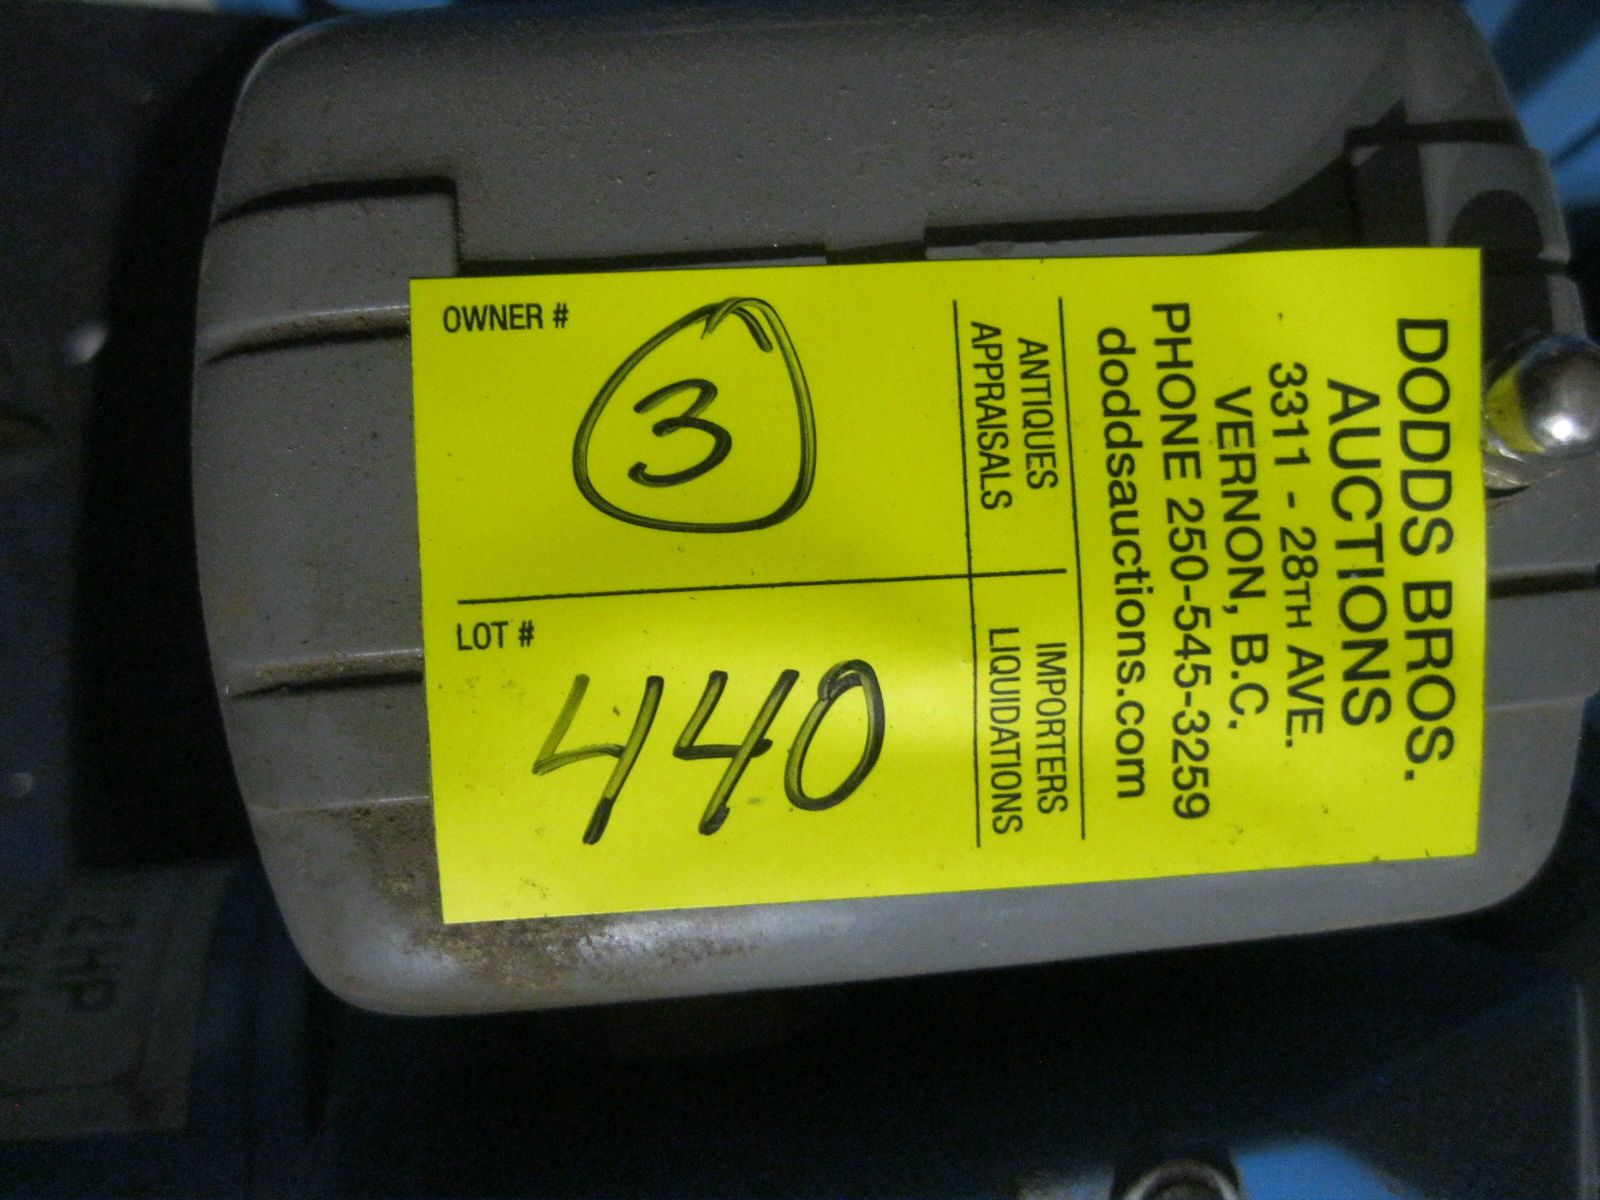 DODDS BROS.
AUCTIONS
3311 - 28TH AVE.
VERNON, B.C.
PHONE 250-545-3259
doddsauctions.com
ANTIQUES
APPRAISALS
IMPORTERS
LIQUIDATIONS
OWNER #
3
LOT #
440